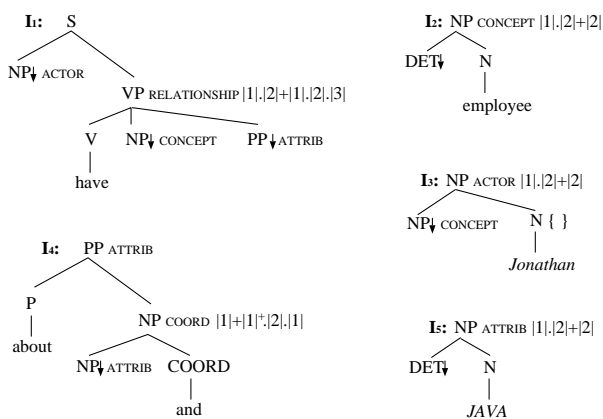 I1: S
NP↓ ACTOR
VP RELATIONSHIP |1|.|2|+|1|.|2|.|3|
V NP↓ CONCEPT PP↓ ATTRIB
have
I4: PP ATTRIB
P
NP COORD |1|+|1|⁺.|2|.|1|
about
NP↓ ATTRIB COORD
and
I2: NP CONCEPT |1|.|2|+|2|
DET↓ N
employee
I3: NP ACTOR |1|.|2|+|2|
NP↓ CONCEPT N { }
Jonathan
I5: NP ATTRIB |1|.|2|+|2|
DET↓ N
JAVA